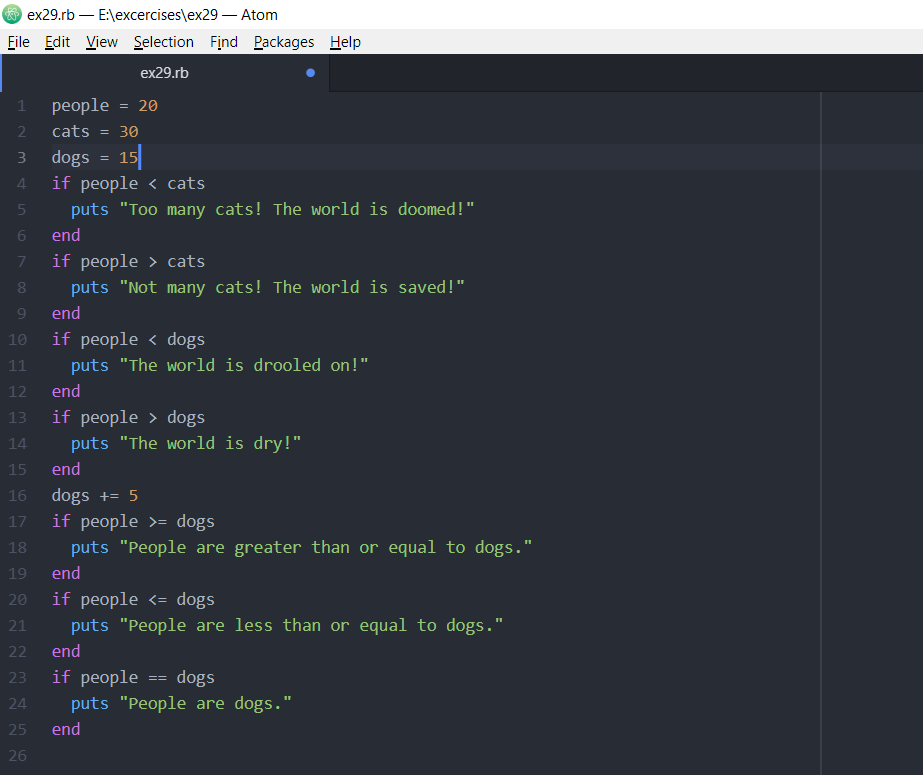 ex29.rb — E:\excercises\ex29 — Atom
File Edit View Selection Find Packages Help
ex29.rb
1 people = 20
2 cats = 30
3 dogs = 15
4 if people < cats
5   puts "Too many cats! The world is doomed!"
6 end
7 if people > cats
8   puts "Not many cats! The world is saved!"
9 end
10 if people < dogs
11   puts "The world is drooled on!"
12 end
13 if people > dogs
14   puts "The world is dry!"
15 end
16 dogs += 5
17 if people >= dogs
18   puts "People are greater than or equal to dogs."
19 end
20 if people <= dogs
21   puts "People are less than or equal to dogs."
22 end
23 if people == dogs
24   puts "People are dogs."
25 end
26